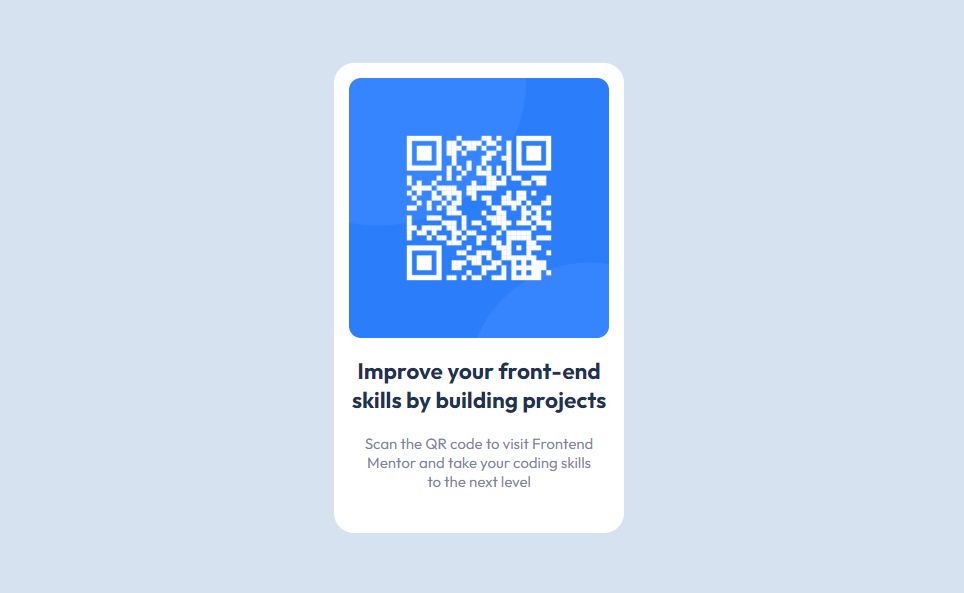 Improve your front-end
skills by building projects
Scan the QR code to visit Frontend
Mentor and take your coding skills
to the next level